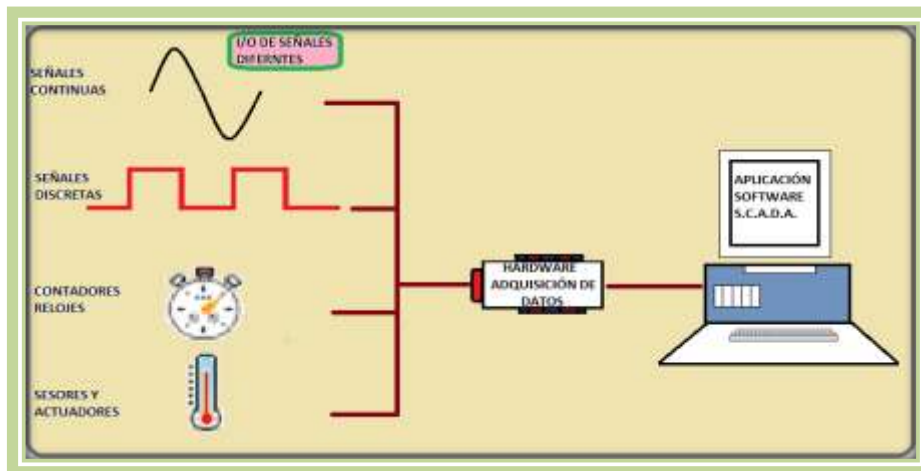 I/O DE SEÑALES
DIFERNTES
SEÑALES
CONTINUAS
SEÑALES
DISCRETAS
CONTADORES
RELOJES
SESORES Y
ACTUADORES
HARDWARE
ADQUISICIÓN DE
DATOS
APLICACIÓN
SOFTWARE
S.C.A.D.A.